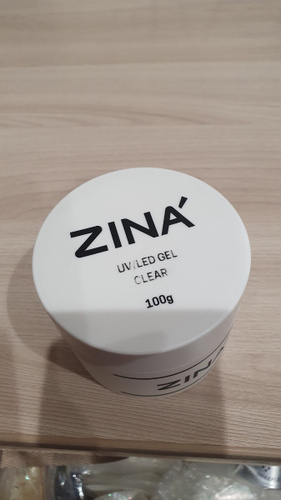 ZINÁ
UV/LED GEL
CLEAR
100g
ZINÁ